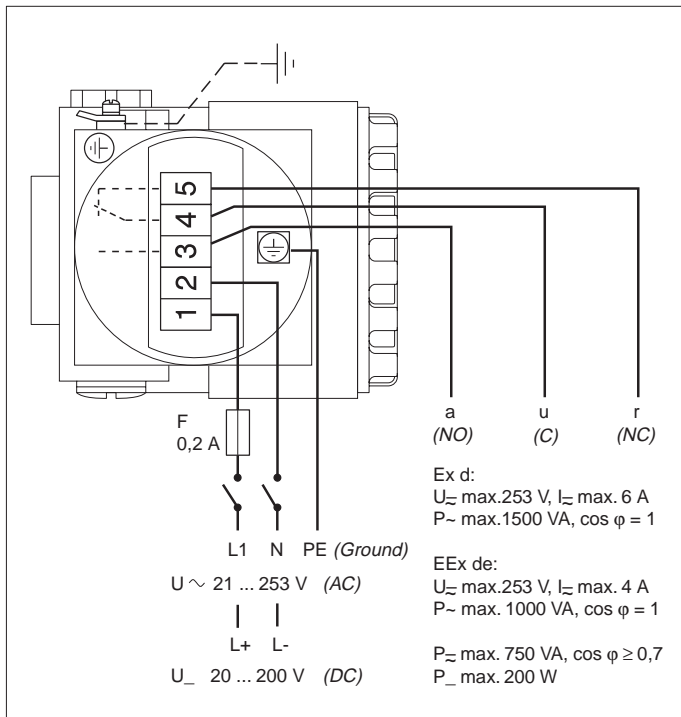 5
4
3
2
1
F
0,2 A
a
(NO)
u
(C)
r
(NC)
L1 N PE (Ground)
U ~ 21 ... 253 V (AC)
L+ L-
U_ 20 ... 200 V (DC)
Ex d:
U≂ max.253 V, I≂ max. 6 A
P~ max.1500 VA, cos φ = 1
EEx de:
U≂ max.253 V, I≂ max. 4 A
P~ max. 1000 VA, cos φ = 1
P≂ max. 750 VA, cos φ ≥ 0,7
P_ max. 200 W